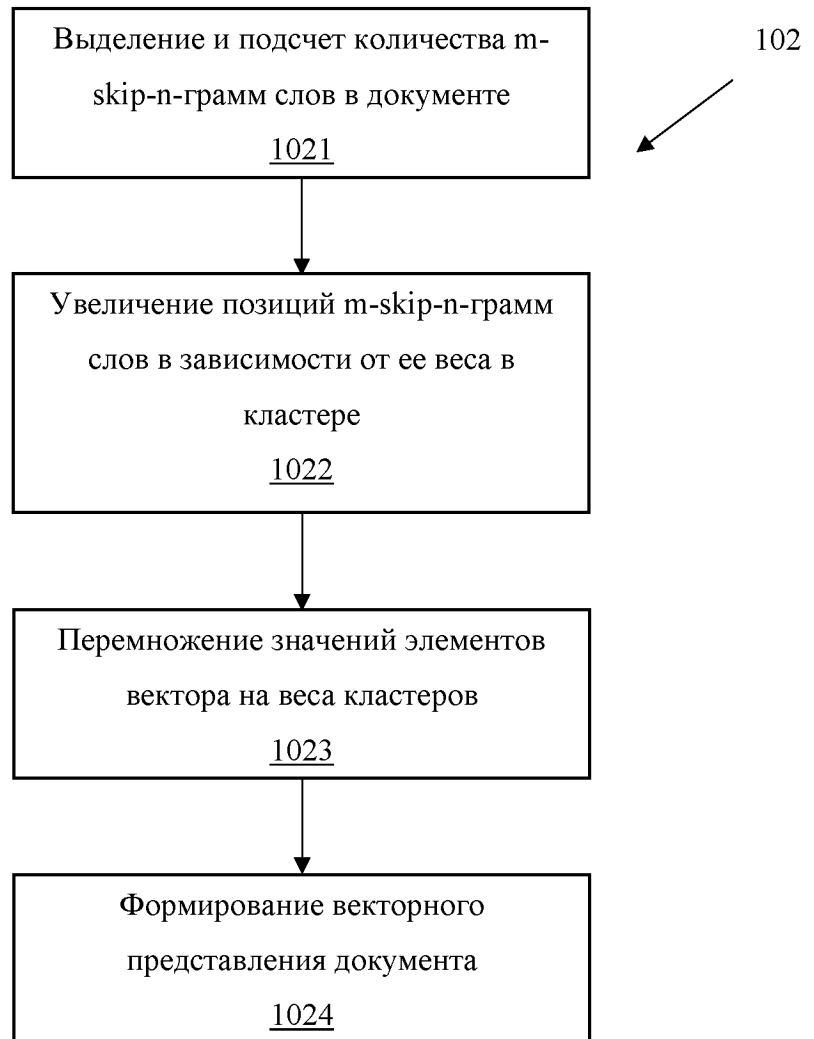 Выделение и подсчет количества m-
skip-n-грамм слов в документе
1021
102
Увеличение позиций m-skip-n-грамм
слов в зависимости от ее веса в
кластере
1022
Перемножение значений элементов
вектора на веса кластеров
1023
Формирование векторного
представления документа
1024